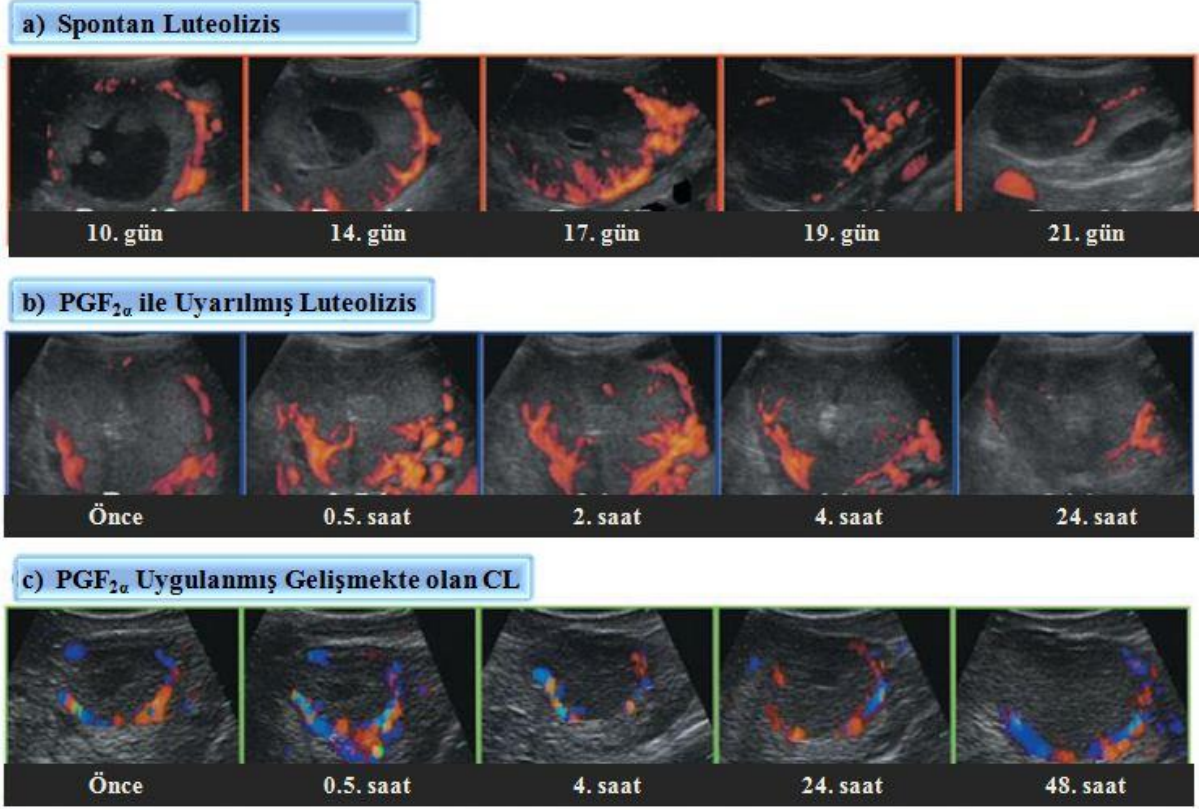 a) Spontan Luteolizis
10. gün 14. gün 17. gün 19. gün 21. gün
b) PGF2α ile Uyarılmış Luteolizis
Önce 0.5. saat 2. saat 4. saat 24. saat
c) PGF2α Uygulanmış Gelişmekte olan CL
Önce 0.5. saat 4. saat 24. saat 48. saat